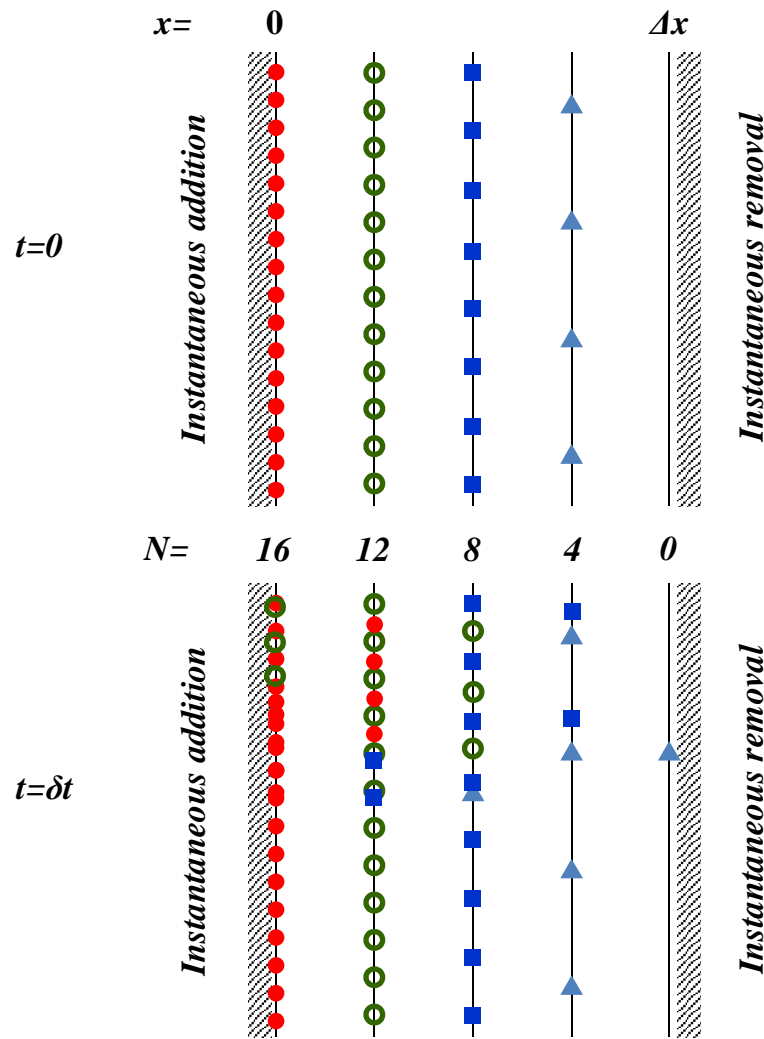 x= 0 Δx
Instantaneous addition
Instantaneous removal
t=0
N= 16 12 8 4 0
Instantaneous addition
Instantaneous removal
t=δt